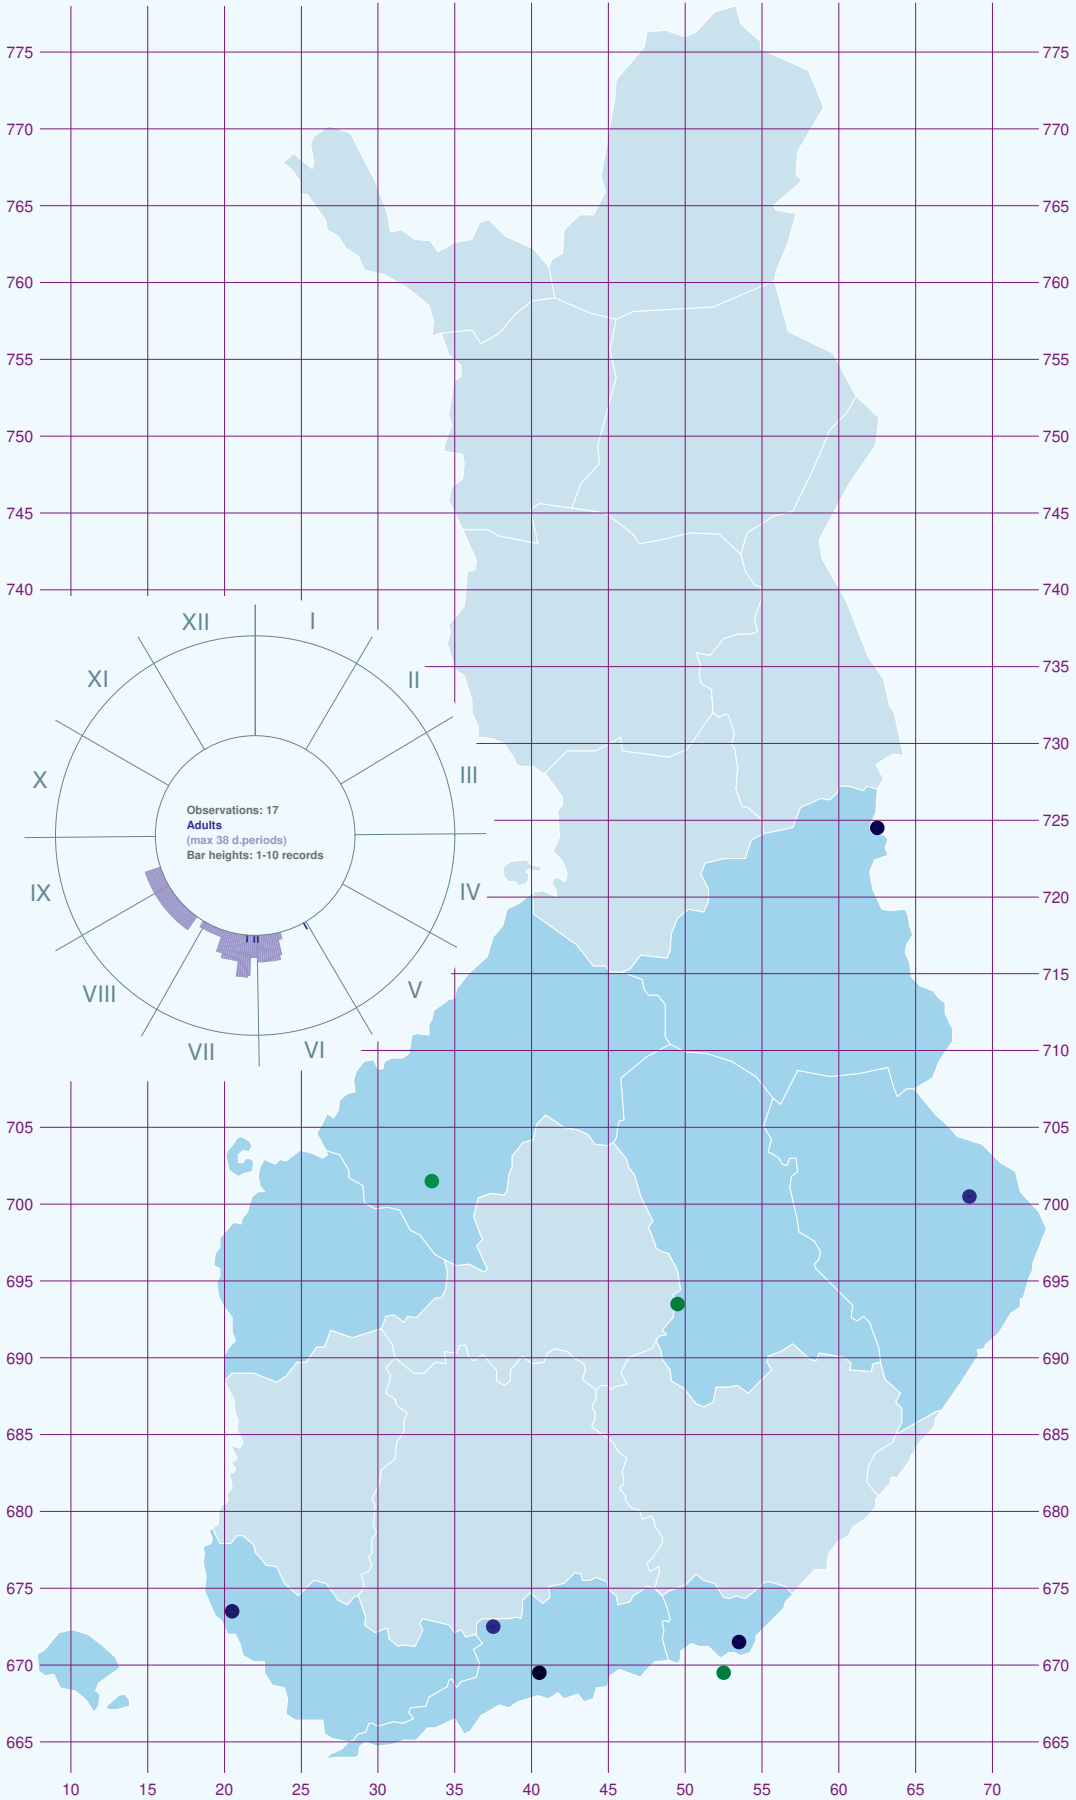 775 775
770 770
765 765
760 760
755 755
750 750
745 745
740 740
XII I
XI II
735
X III
730
Observations: 17
Adults
(max 38 d.periods)
Bar heights: 1-10 records
725
IX IV
720
VIII V
715
VII VI
710
705 705
700 700
695 695
690 690
685 685
680 680
675 675
670 670
665 665
10 15 20 25 30 35 40 45 50 55 60 65 70